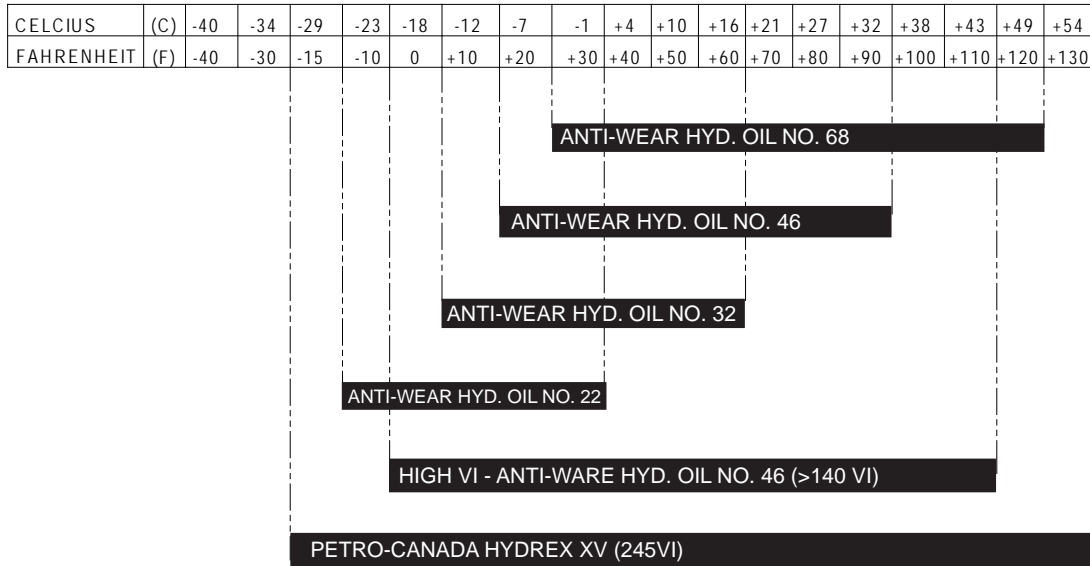 CELCIUS (C) -40 -34 -29 -23 -18 -12 -7 -1 +4 +10 +16 +21 +27 +32 +38 +43 +49 +54
FAHRENHEIT (F) -40 -30 -15 -10 0 +10 +20 +30 +40 +50 +60 +70 +80 +90 +100 +110 +120 +130
ANTI-WEAR HYD. OIL NO. 68
ANTI-WEAR HYD. OIL NO. 46
ANTI-WEAR HYD. OIL NO. 32
ANTI-WEAR HYD. OIL NO. 22
HIGH VI - ANTI-WARE HYD. OIL NO. 46 (>140 VI)
PETRO-CANADA HYDREX XV (245VI)